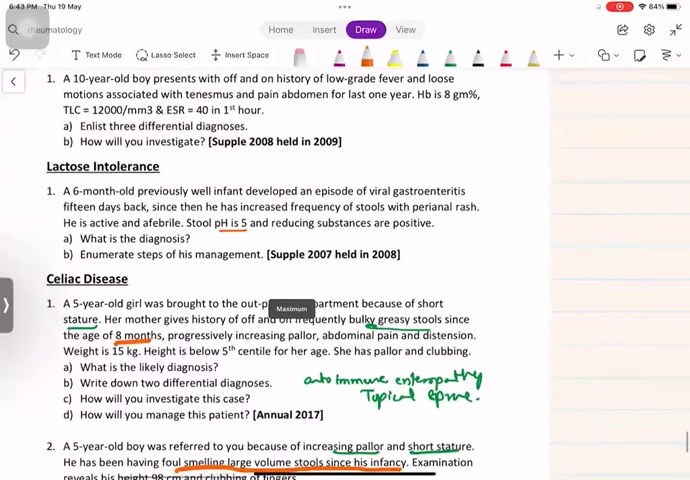 6:43 PM Thu 19 May
84%
rheumatology
Home Insert Draw View
Text Mode Lasso Select Insert Space
1. A 10-year-old boy presents with off and on history of low-grade fever and loose
motions associated with tenesmus and pain abdomen for last one year. Hb is 8 gm%,
TLC = 12000/mm3 & ESR = 40 in 1st hour.
a) Enlist three differential diagnoses.
b) How will you investigate? [Supple 2008 held in 2009]
Lactose Intolerance
1. A 6-month-old previously well infant developed an episode of viral gastroenteritis
fifteen days back, since then he has increased frequency of stools with perianal rash.
He is active and afebrile. Stool pH is 5 and reducing substances are positive.
a) What is the diagnosis?
b) Enumerate steps of his management. [Supple 2007 held in 2008]
Celiac Disease
1. A 5-year-old girl was brought to the out-p partment because of short
Maximum
stature. Her mother gives history of off and on frequently bulky greasy stools since
the age of 8 months, progressively increasing pallor, abdominal pain and distension.
Weight is 15 kg. Height is below 5th centile for her age. She has pallor and clubbing.
a) What is the likely diagnosis?
b) Write down two differential diagnoses.
auto immune enteropathy
c) How will you investigate this case?
Topical
d) How will you manage this patient? [Annual 2017]
2. A 5-year-old boy was referred to you because of increasing pallor and short stature.
He has been having foul smelling large volume stools since his infancy. Examination
reveals his height 98 cm and clubbing of fingers